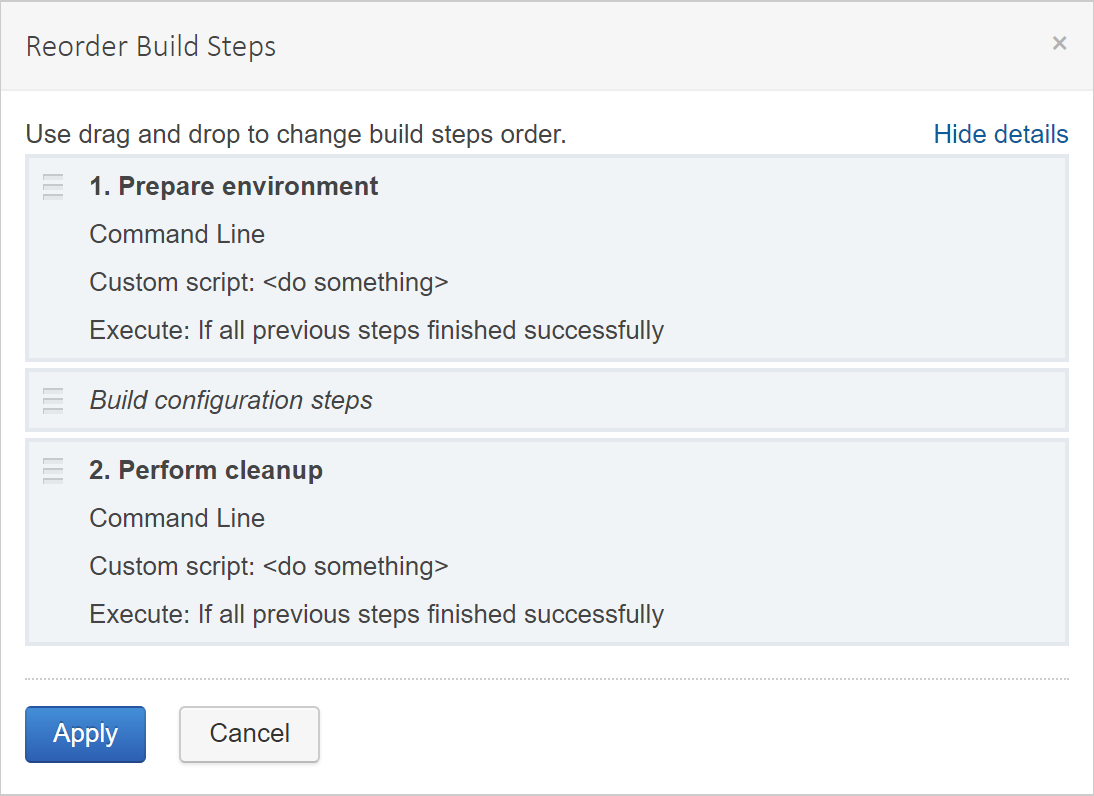 Reorder Build Steps
×
Use drag and drop to change build steps order.
Hide details
1. Prepare environment
Command Line
Custom script: <do something>
Execute: If all previous steps finished successfully
Build configuration steps
2. Perform cleanup
Command Line
Custom script: <do something>
Execute: If all previous steps finished successfully
Apply
Cancel